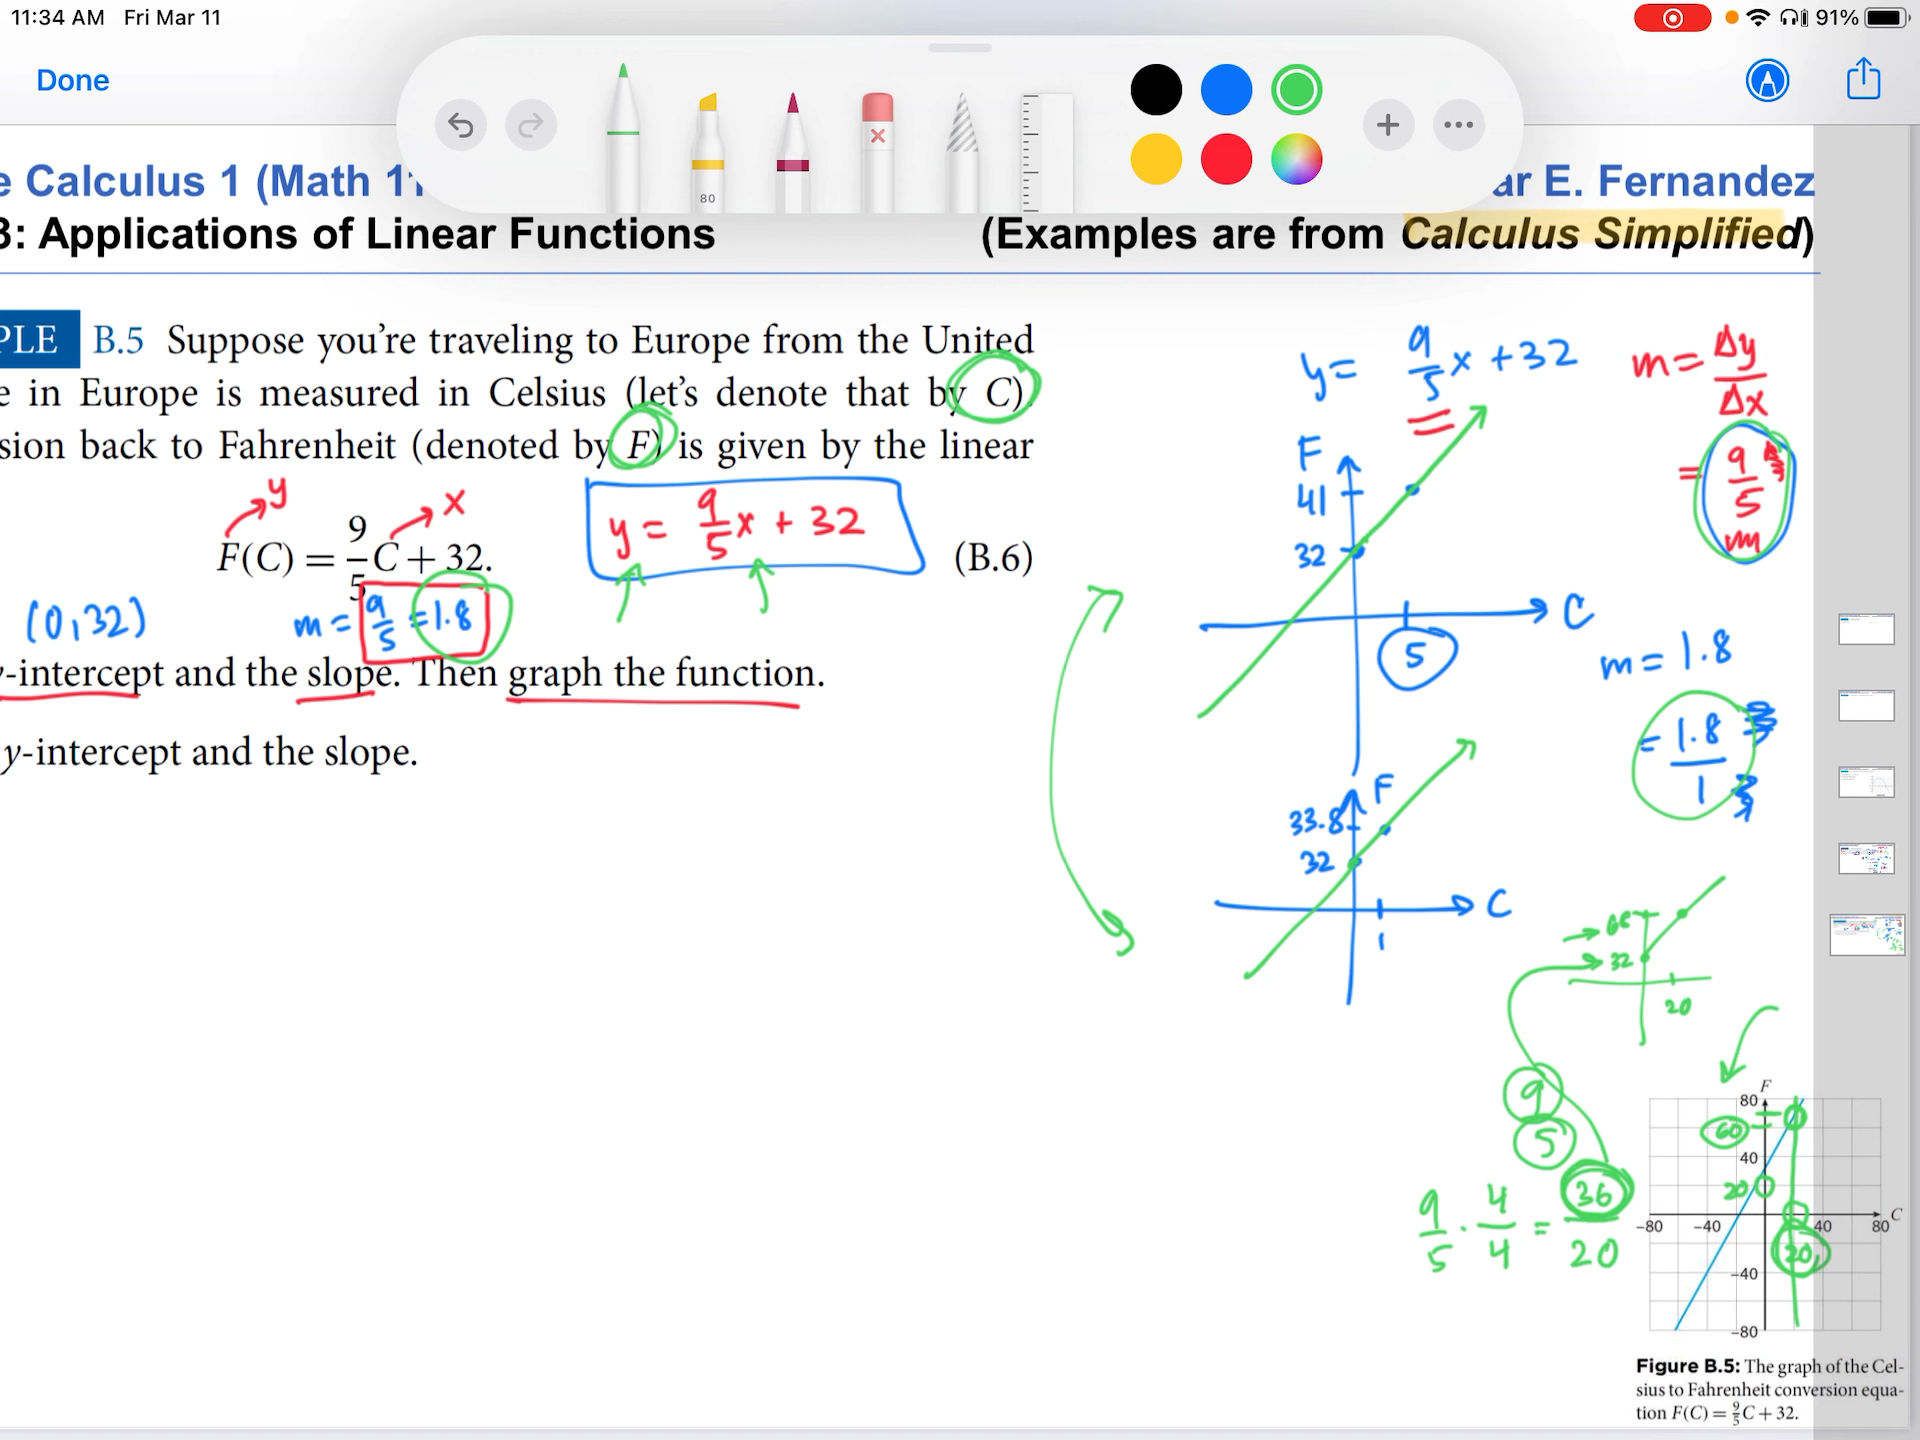 11:34 AM Fri Mar 11
91%
Done
80
e Calculus 1 (Math 1
ar E. Fernandez
3: Applications of Linear Functions
(Examples are from Calculus Simplified)
PLE B.5 Suppose you're traveling to Europe from the United
e in Europe is measured in Celsius (let's denote that by C).
sion back to Fahrenheit (denoted by F) is given by the linear
y
x
F(C) = 9/5 C + 32.
y = 9/5 x + 32
(B.6)
(0,32)
m = 9/5 = 1.8
y-intercept and the slope. Then graph the function.
y-intercept and the slope.
y = 9/5 x + 32
m = Δy/Δx
= 9/5
F
41
32
C
5
m = 1.8
= 1.8/1
F
33.8
32
C
1
68
32
20
9
5
9/5 · 4/4 = 36/20
F
80
60
40
20
-80
-40
40
80
C
20
-40
-80
Figure B.5: The graph of the Cel-
sius to Fahrenheit conversion equa-
tion F(C) = 9/5 C + 32.